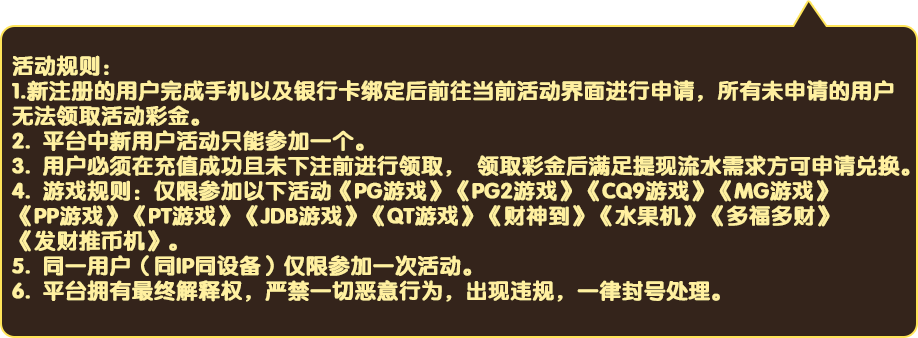 活动规则：
1.新注册的用户完成手机以及银行卡绑定后前往当前活动界面进行申请，所有未申请的用户
无法领取活动彩金。
2. 平台中新用户活动只能参加一个。
3. 用户必须在充值成功且未下注前进行领取， 领取彩金后满足提现流水需求方可申请兑换。
4. 游戏规则：仅限参加以下活动《PG游戏》《PG2游戏》《CQ9游戏》《MG游戏》
《PP游戏》《PT游戏》《JDB游戏》《QT游戏》《财神到》《水果机》《多福多财》
《发财推币机》。
5. 同一用户（同IP同设备）仅限参加一次活动。
6. 平台拥有最终解释权，严禁一切恶意行为，出现违规，一律封号处理。